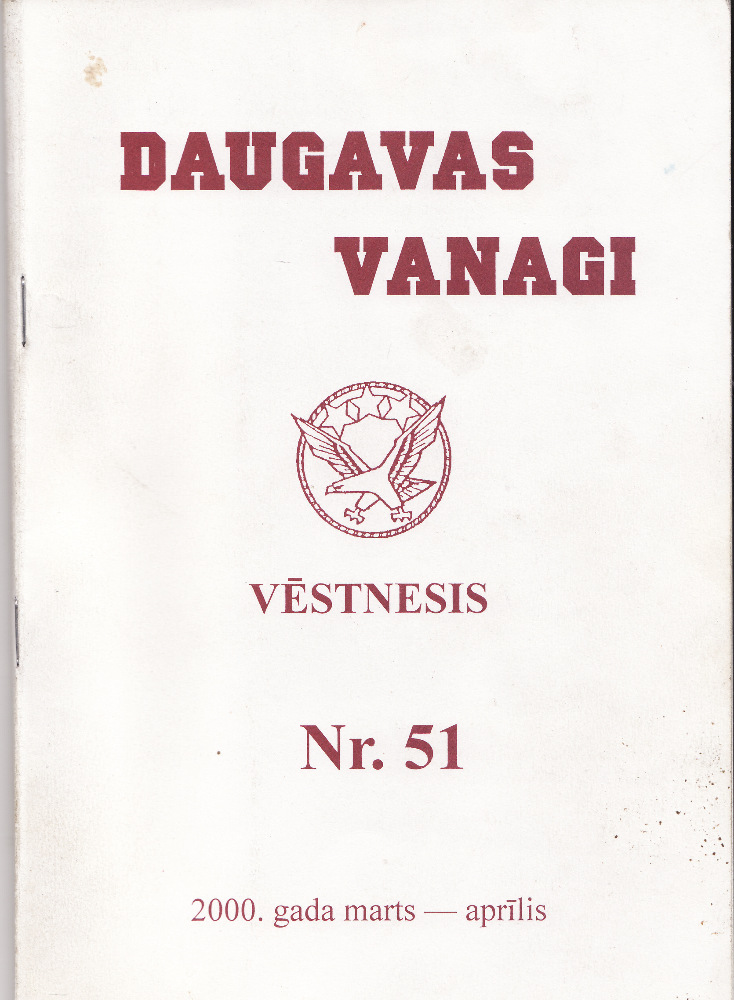 DAUGAVAS
VANAGI
VĒSTNESIS
Nr. 51
2000. gada marts — aprīlis